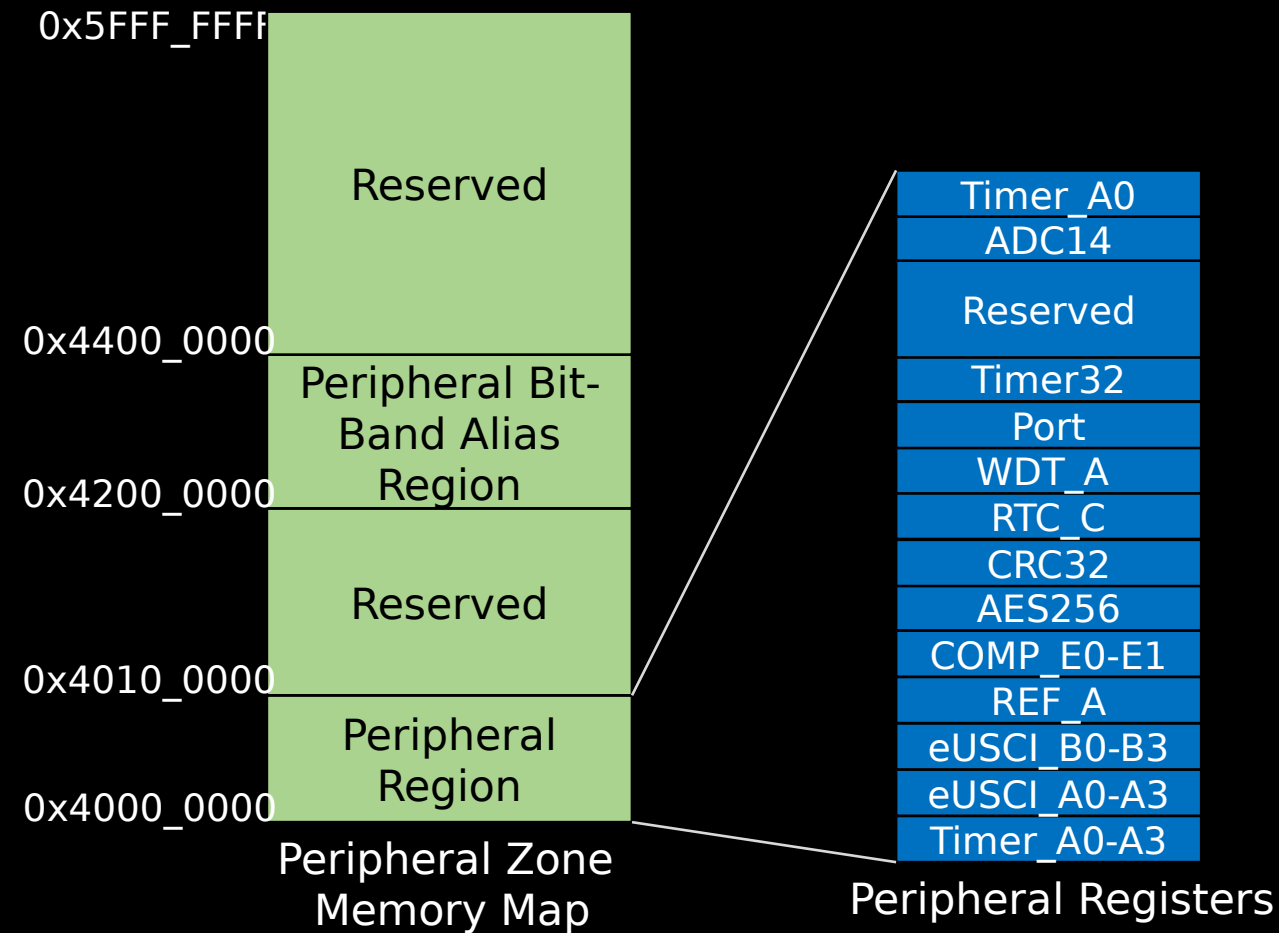 0x5FFF_FFFF
Reserved
0x4400_0000
Peripheral Bit-
Band Alias
Region
0x4200_0000
Reserved
0x4010_0000
Peripheral
Region
0x4000_0000
Peripheral Zone
Memory Map
Timer_A0
ADC14
Reserved
Timer32
Port
WDT_A
RTC_C
CRC32
AES256
COMP_E0-E1
REF_A
eUSCI_B0-B3
eUSCI_A0-A3
Timer_A0-A3
Peripheral Registers